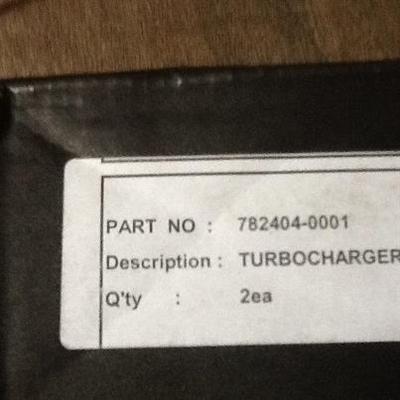 PART NO : 782404-0001
Description : TURBOCHARGER
Q'ty : 2ea